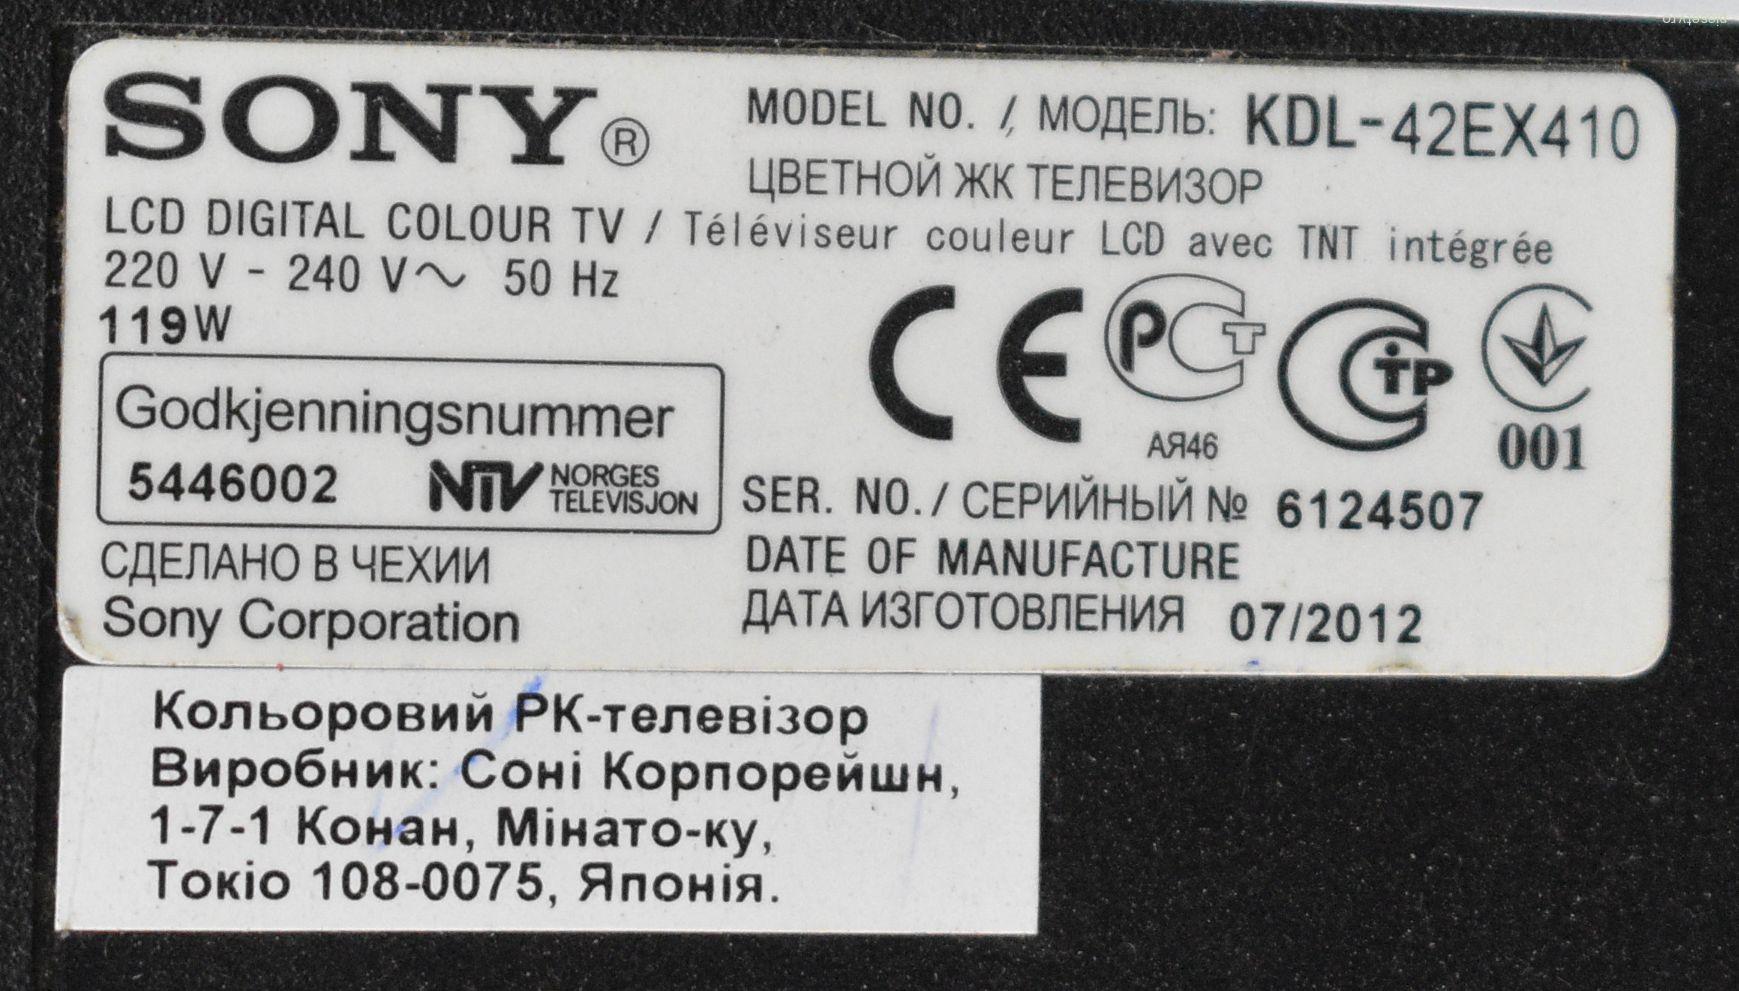 SONY®
MODEL NO. / МОДЕЛЬ: KDL-42EX410
ЦВЕТНОЙ ЖК ТЕЛЕВИЗОР
LCD DIGITAL COLOUR TV / Téléviseur couleur LCD avec TNT intégrée
220 V - 240 V~ 50 Hz
119W
Godkjenningsnummer
5446002 NTV NORGES
TELEVISJON
CE PCT CTP
АЯ46
001
SER. NO. / СЕРИЙНЫЙ № 6124507
DATE OF MANUFACTURE
ДАТА ИЗГОТОВЛЕНИЯ 07/2012
СДЕЛАНО В ЧЕХИИ
Sony Corporation
Кольоровий РК-телевізор
Виробник: Соні Корпорейшн,
1-7-1 Конан, Мінато-ку,
Токіо 108-0075, Японія.